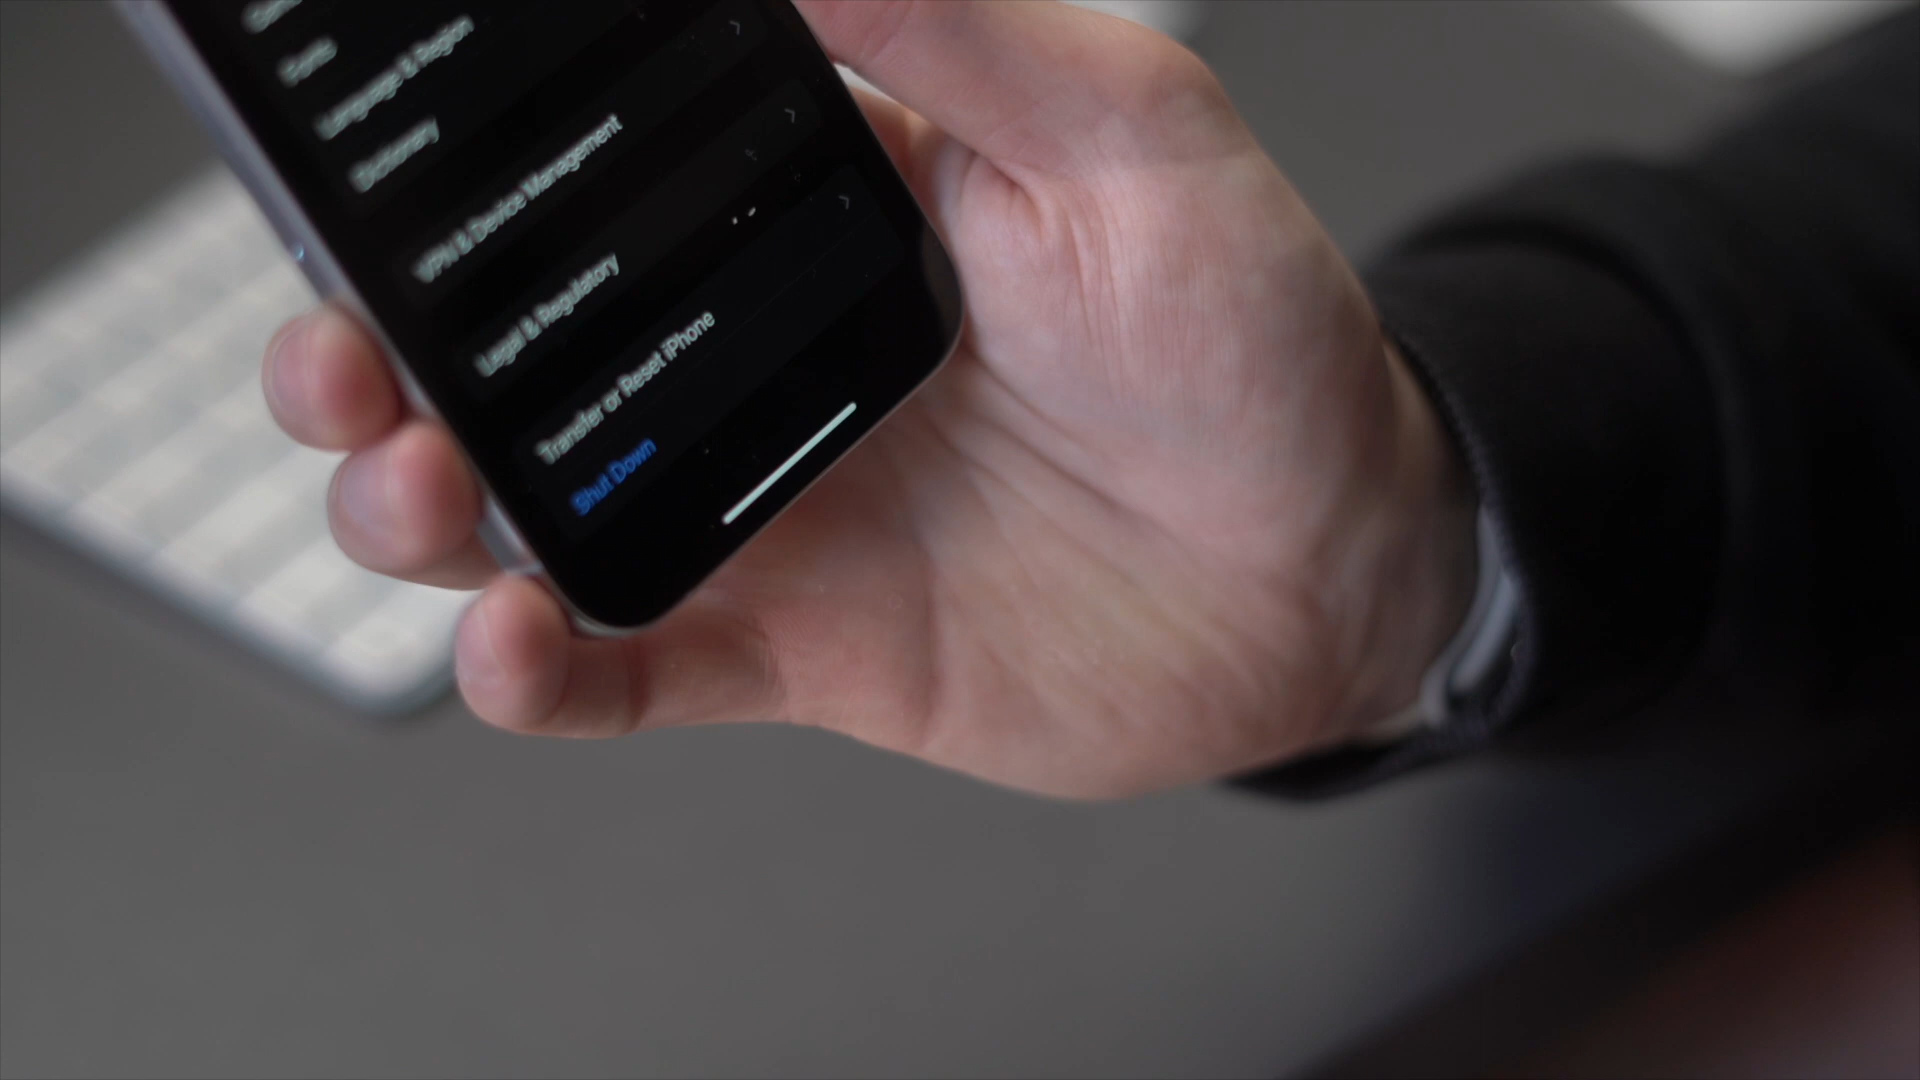 Fonts
Language & Region
Dictionary
VPN & Device Management
Legal & Regulatory
Transfer or Reset iPhone
Shut Down